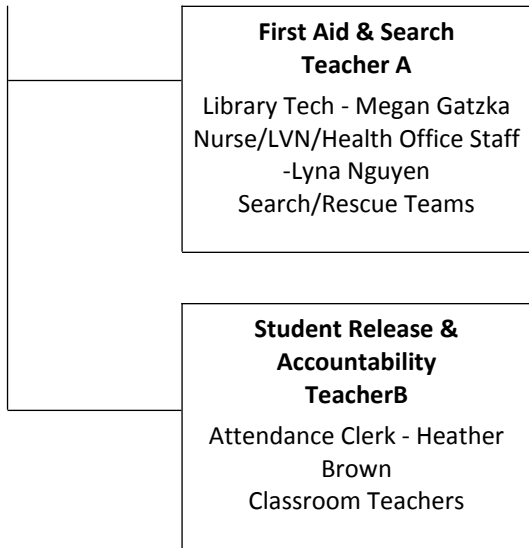 First Aid & Search
Teacher A
Library Tech - Megan Gatzka
Nurse/LVN/Health Office Staff
-Lyna Nguyen
Search/Rescue Teams
Student Release &
Accountability
TeacherB
Attendance Clerk - Heather
Brown
Classroom Teachers